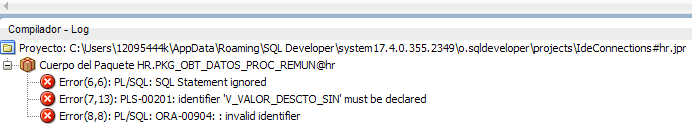 Compilador - Log
Proyecto: C:\Users\12095444k\AppData\Roaming\SQL Developer\system17.4.0.355.2349\o.sqldeveloper\projects\IdeConnections#hr.jpr
Cuerpo del Paquete HR.PKG_OBT_DATOS_PROC_REMUN@hr
Error(6,6): PL/SQL: SQL Statement ignored
Error(7,13): PLS-00201: identifier 'V_VALOR_DESCTO_SIN' must be declared
Error(8,8): PL/SQL: ORA-00904: : invalid identifier